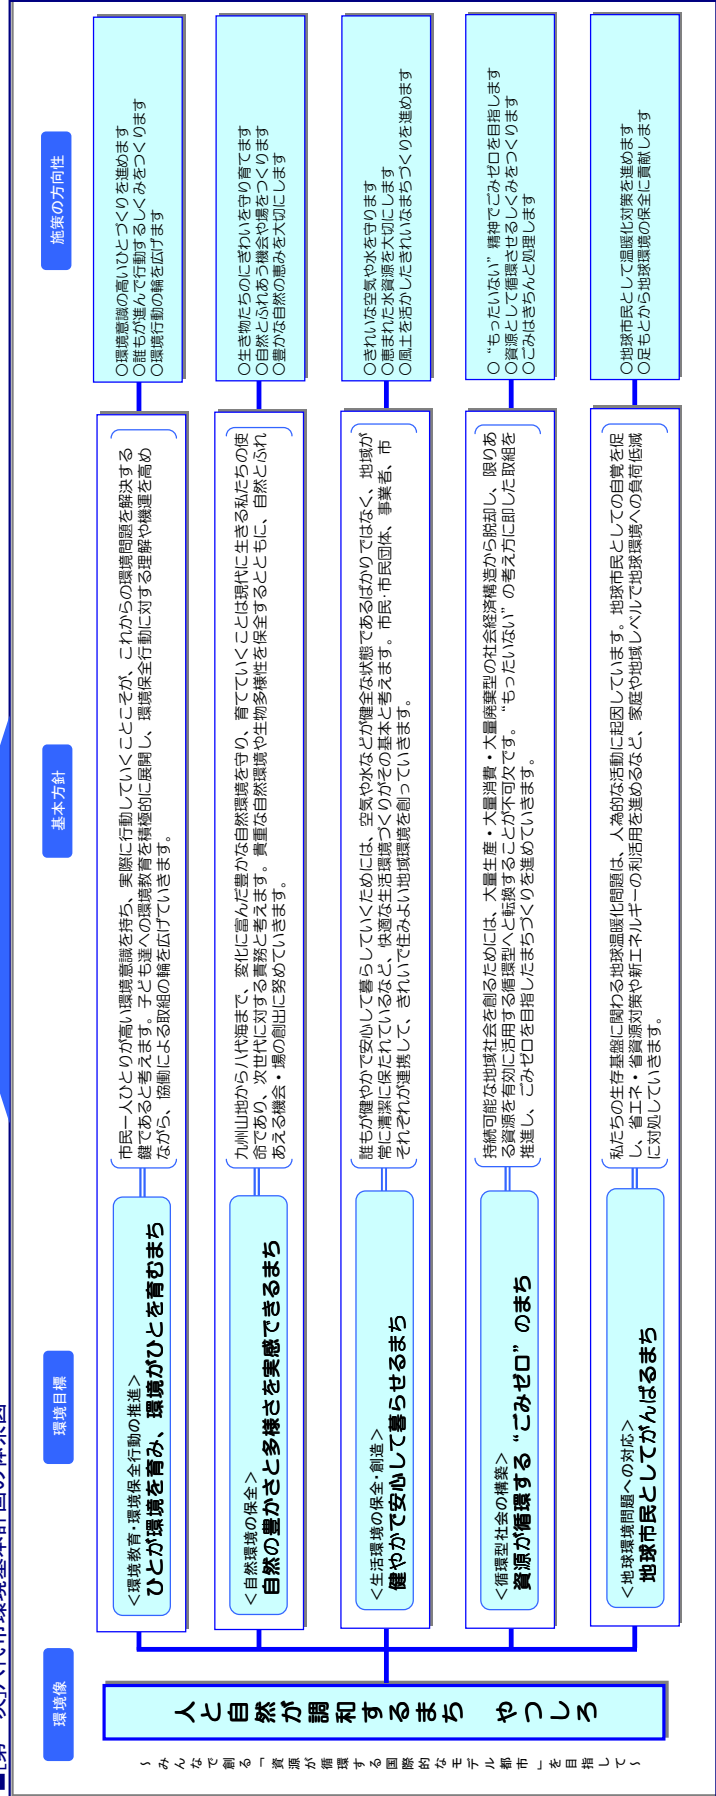 環境像
環境目標
基本方針
施策の方向性
～みんなで創る「資源が循環する国際的なモデル都市」を目指して～
人と自然が調和するまち　やつしろ
＜環境教育・環境保全行動の推進＞
ひとが環境を育み、環境がひとを育むまち
市民一人ひとりが高い環境意識を持ち、実際に行動していくことこそが、これからの環境問題を解決する
鍵であると考えます。子ども達への環境教育を積極的に展開し、環境保全行動に対する理解や機運を高め
ながら、協働による取組の輪を広げていきます。
○環境意識の高いひとづくりを進めます
○誰もが進んで行動するしくみをつくります
○環境行動の輪を広げます
＜自然環境の保全＞
自然の豊かさと多様さを実感できるまち
九州山地から八代海まで、変化に富んだ豊かな自然環境を守り、育てていくことは現代に生きる私たちの使
命であり、次世代に対する責務と考えます。貴重な自然環境や生物多様性を保全するとともに、自然とふれ
あえる機会・場の創出に努めていきます。
○生き物たちのにぎわいを守り育てます
○自然とふれあう機会や場をつくります
○豊かな自然の恵みを大切にします
＜生活環境の保全・創造＞
健やかで安心して暮らせるまち
誰もが健やかで安心して暮らしていくためには、空気や水などが健全な状態であるばかりではなく、地域が
常に清潔に保たれているなど、快適な生活環境づくりがその基本と考えます。市民・市民団体、事業者、市
それぞれが連携して、きれいで住みよい地域環境を創っていきます。
○きれいな空気や水を守ります
○恵まれた水資源を大切にします
○風土を活かしたきれいなまちづくりを進めます
＜循環型社会の構築＞
資源が循環する“ごみゼロ”のまち
持続可能な地域社会を創るためには、大量生産・大量消費・大量廃棄型の社会経済構造から脱却し、限りあ
る資源を有効に活用する循環型へと転換することが不可欠です。“もったいない”の考え方に即した取組を
推進し、ごみゼロを目指したまちづくりを進めていきます。
○“もったいない”精神でごみゼロを目指します
○資源として循環させるしくみをつくります
○ごみはきちんと処理します
＜地球環境問題への対応＞
地球市民としてがんばるまち
私たちの生存基盤に関わる地球温暖化問題は、人為的な活動に起因しています。地球市民としての自覚を促
し、省エネ・省資源対策や新エネルギーの利活用を進めるなど、家庭や地域レベルで地球環境への負荷低減
に対処していきます。
○地球市民として温暖化対策を進めます
○足もとから地球環境の保全に貢献します